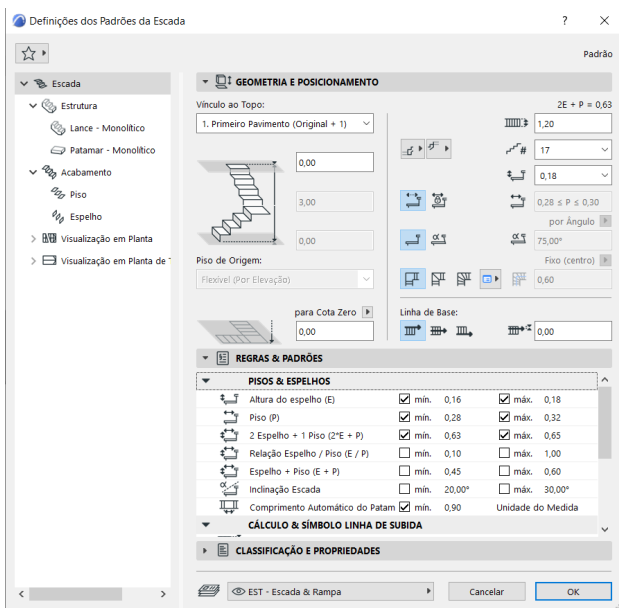 Definições dos Padrões da Escada ? ×
Padrão
Escada
Estrutura
Lance - Monolítico
Patamar - Monolítico
Acabamento
Piso
Espelho
Visualização em Planta
Visualização em Planta de
GEOMETRIA E POSICIONAMENTO
Vínculo ao Topo:
2E + P = 0,63
1. Primeiro Pavimento (Original + 1)
1,20
17
0,00
0,18
3,00
0,28 ≤ P ≤ 0,30
por Ângulo
0,00
75,00°
Piso de Origem:
Fixo (centro)
Flexível (Por Elevação)
0,60
para Cota Zero
Linha de Base:
0,00
0,00
REGRAS & PADRÕES
PISOS & ESPELHOS
Altura do espelho (E) mín. 0,16 máx. 0,18
Piso (P) mín. 0,28 máx. 0,32
2 Espelho + 1 Piso (2*E + P) mín. 0,63 máx. 0,65
Relação Espelho / Piso (E / P) mín. 0,10 máx. 1,00
Espelho + Piso (E + P) mín. 0,45 máx. 0,60
Inclinação Escada mín. 20,00° máx. 30,00°
Comprimento Automático do Patam mín. 0,90 Unidade do Medida
CÁLCULO & SÍMBOLO LINHA DE SUBIDA
CLASSIFICAÇÃO E PROPRIEDADES
EST - Escada & Rampa
Cancelar
OK